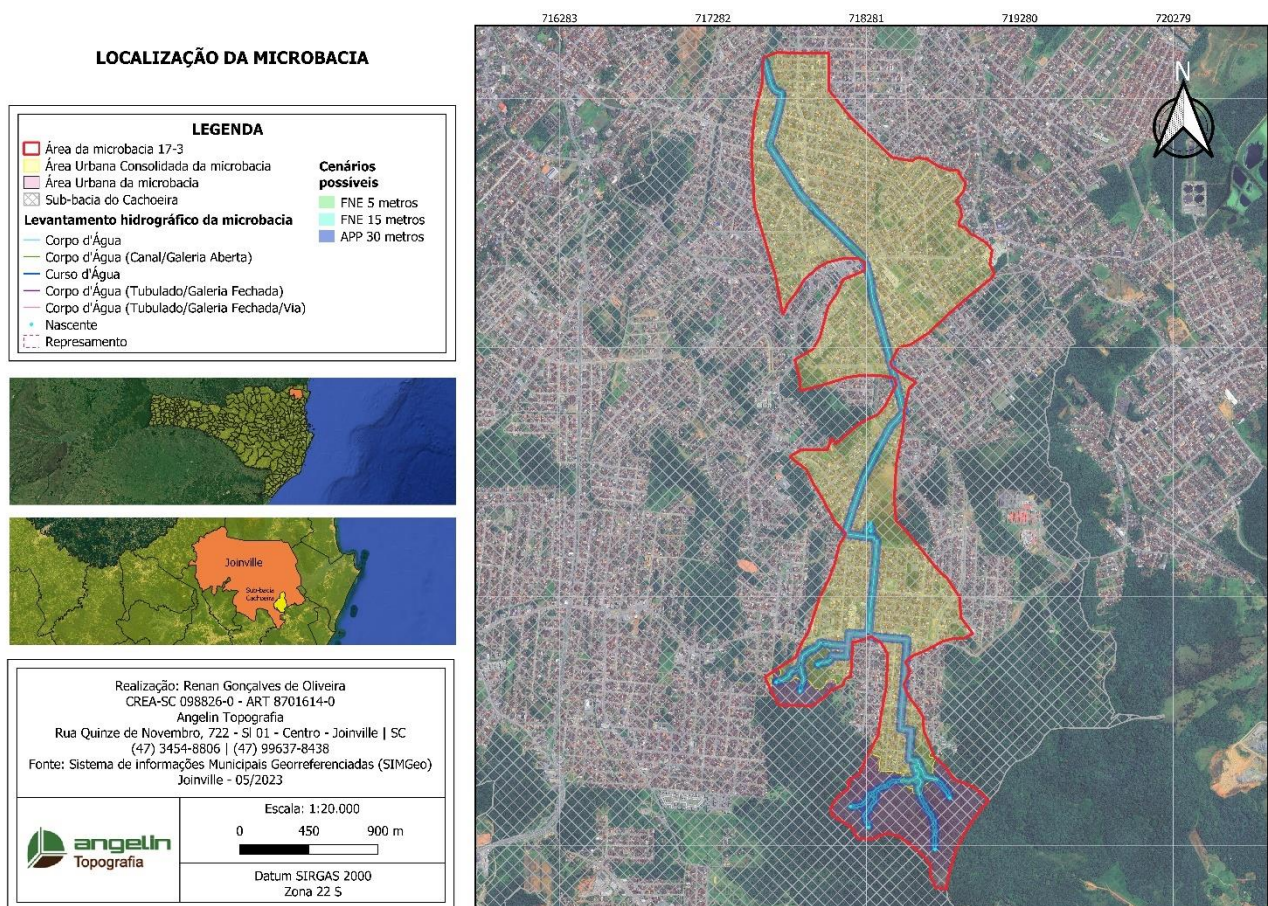 LOCALIZAÇÃO DA MICROBACIA
LEGENDA
Área da microbacia 17-3
Área Urbana Consolidada da microbacia
Área Urbana da microbacia
Sub-bacia do Cachoeira
Levantamento hidrográfico da microbacia
Corpo d'Água
Corpo d'Água (Canal/Galeria Aberta)
Curso d'Água
Corpo d'Água (Tubulado/Galeria Fechada)
Corpo d'Água (Tubulado/Galeria Fechada/Via)
Nascente
Represamento
Cenários
possíveis
FNE 5 metros
FNE 15 metros
APP 30 metros
Joinville
Sub-bacia
Cachoeira
Realização: Renan Gonçalves de Oliveira
CREA-SC 098826-0 - ART 8701614-0
Angelin Topografia
Rua Quinze de Novembro, 722 - Sl 01 - Centro - Joinville | SC
(47) 3454-8806 | (47) 99637-8438
Fonte: Sistema de informações Municipais Georreferenciadas (SIMGeo)
Joinville - 05/2023
angelin
Topografia
Escala: 1:20.000
0 450 900 m
Datum SIRGAS 2000
Zona 22 S
716283 717282 718281 719280 720279
N